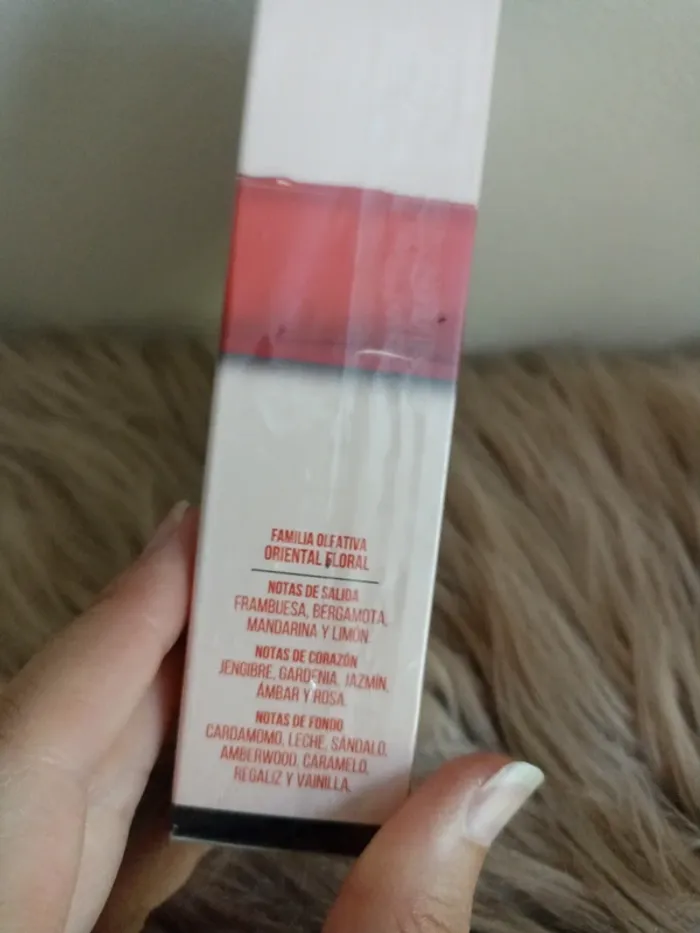 FAMILIA OLFATIVA
ORIENTAL FLORAL
NOTAS DE SALIDA
FRAMBUESA, BERGAMOTA,
MANDARINA Y LIMÓN.
NOTAS DE CORAZÓN
JENGIBRE, GARDENIA, JAZMÍN,
ÁMBAR Y ROSA.
NOTAS DE FONDO
CARDAMOMO, LECHE, SÁNDALO,
AMBERWOOD, CARAMELO,
REGALIZ Y VAINILLA.